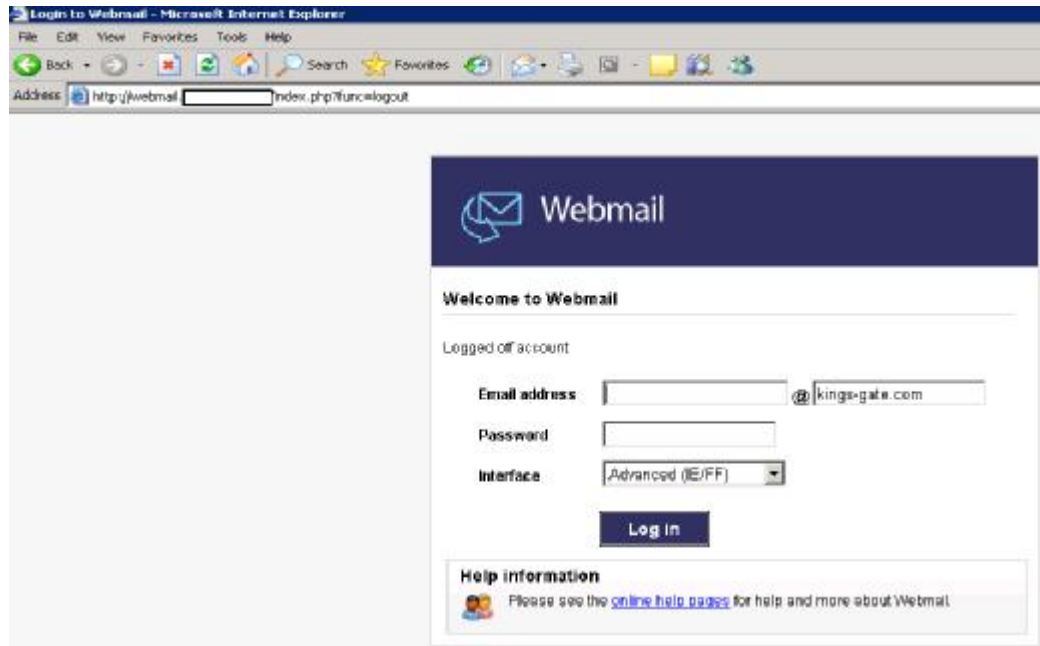 Login to Webmail - Microsoft Internet Explorer
File Edit View Favorites Tools Help
Back Search Favorites
Address http://webmail. index.php?func=logout
Webmail
Welcome to Webmail
Logged off account
Email address @ kings-gate.com
Password
Interface Advanced (IE/FF)
Log in
Help information
Please see the online help pages for help and more about Webmail.